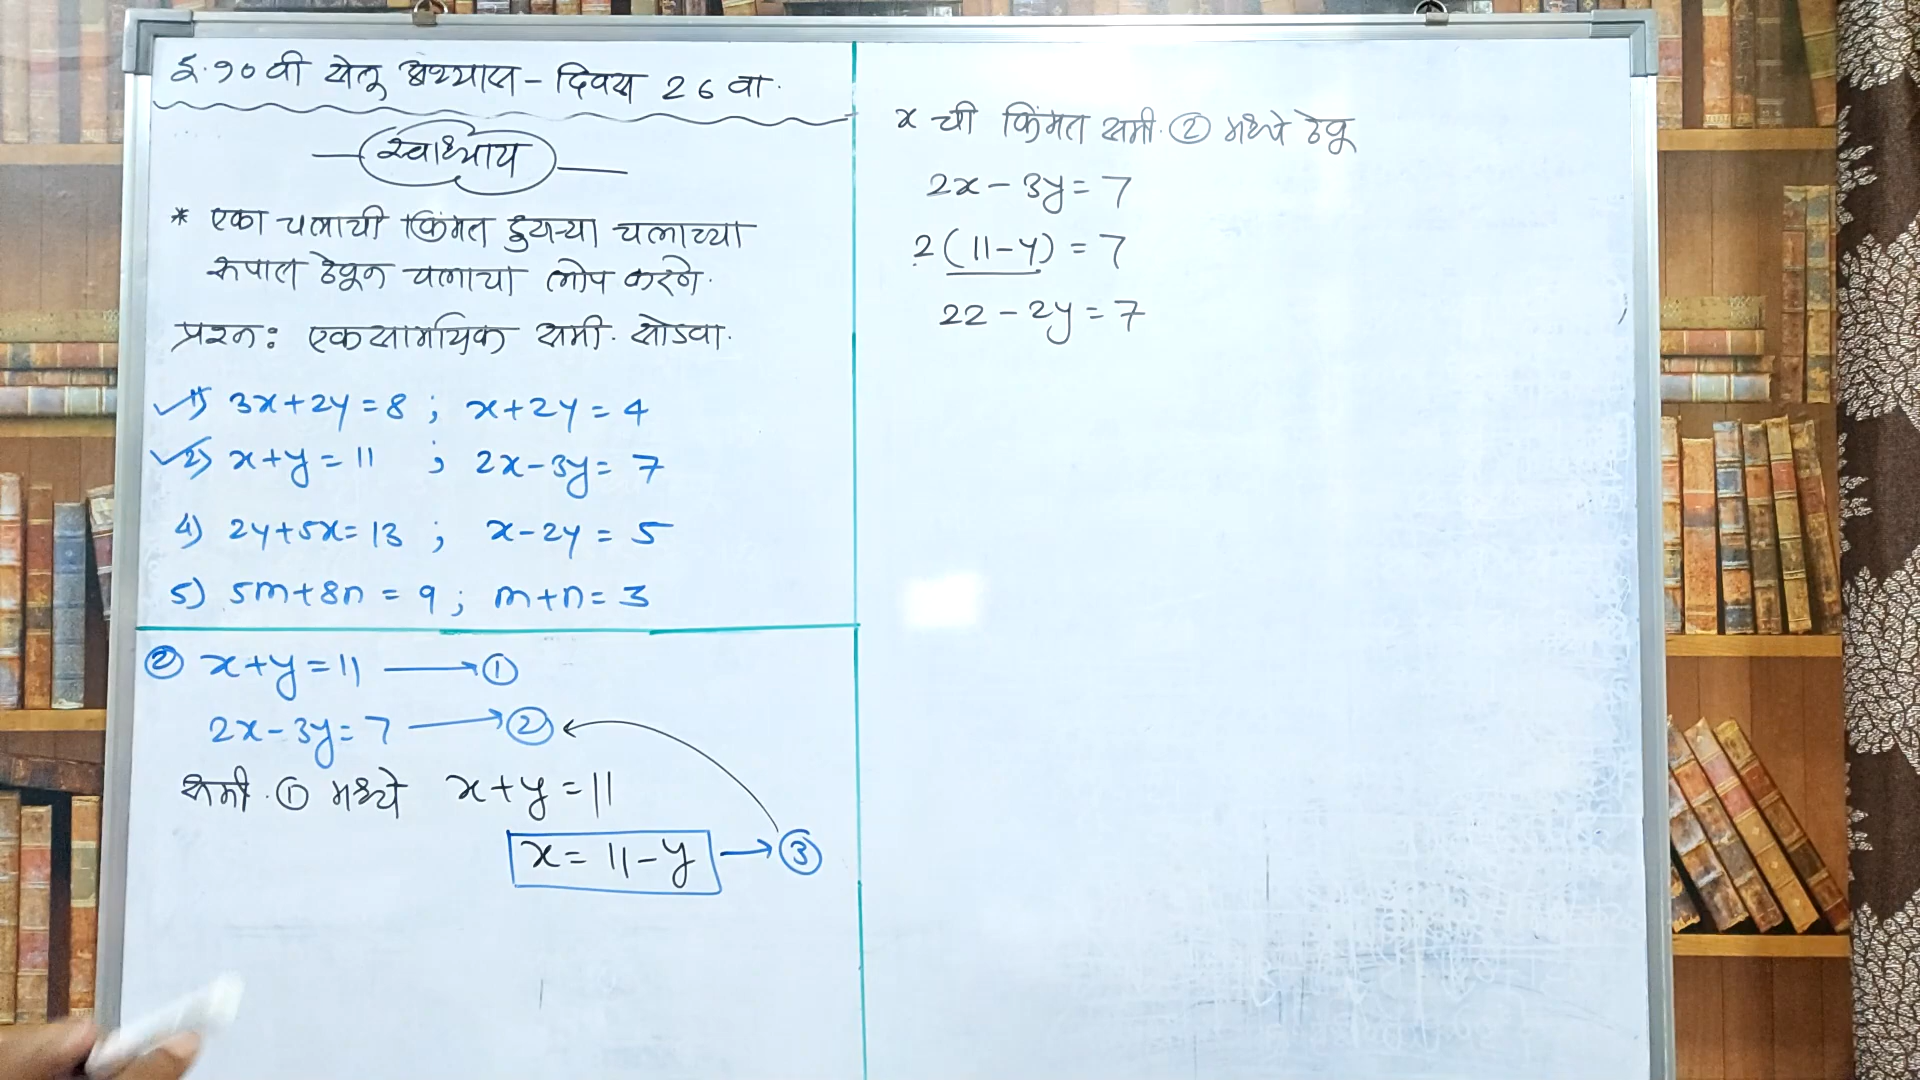 इ.१०वी सेतू अभ्यास - दिवस 26 वा.
स्वाध्याय
* एका चलाची किंमत दुसऱ्या चलाच्या
रूपात ठेवून चलाचा लोप करणे.
प्रश्न: एकसामयिक समी. सोडवा.
1) 3x+2y=8 ; x+2y=4
2) x+y=11 ; 2x-3y=7
4) 2y+5x=13 ; x-2y=5
5) 5m+8n=9 ; m+n=3
② x+y=11 → ①
2x-3y=7 → ②
समी.① मध्ये x+y=11
x=11-y → ③
x ची किंमत समी.② मध्ये ठेवू
2x-3y=7
2(11-y)=7
22-2y=7